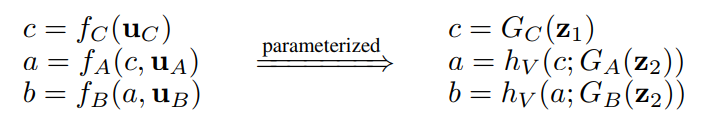 c = f_C(u_C)
a = f_A(c, u_A)
b = f_B(a, u_B)
parameterized
c = G_C(z_1)
a = h_V(c; G_A(z_2))
b = h_V(a; G_B(z_2))